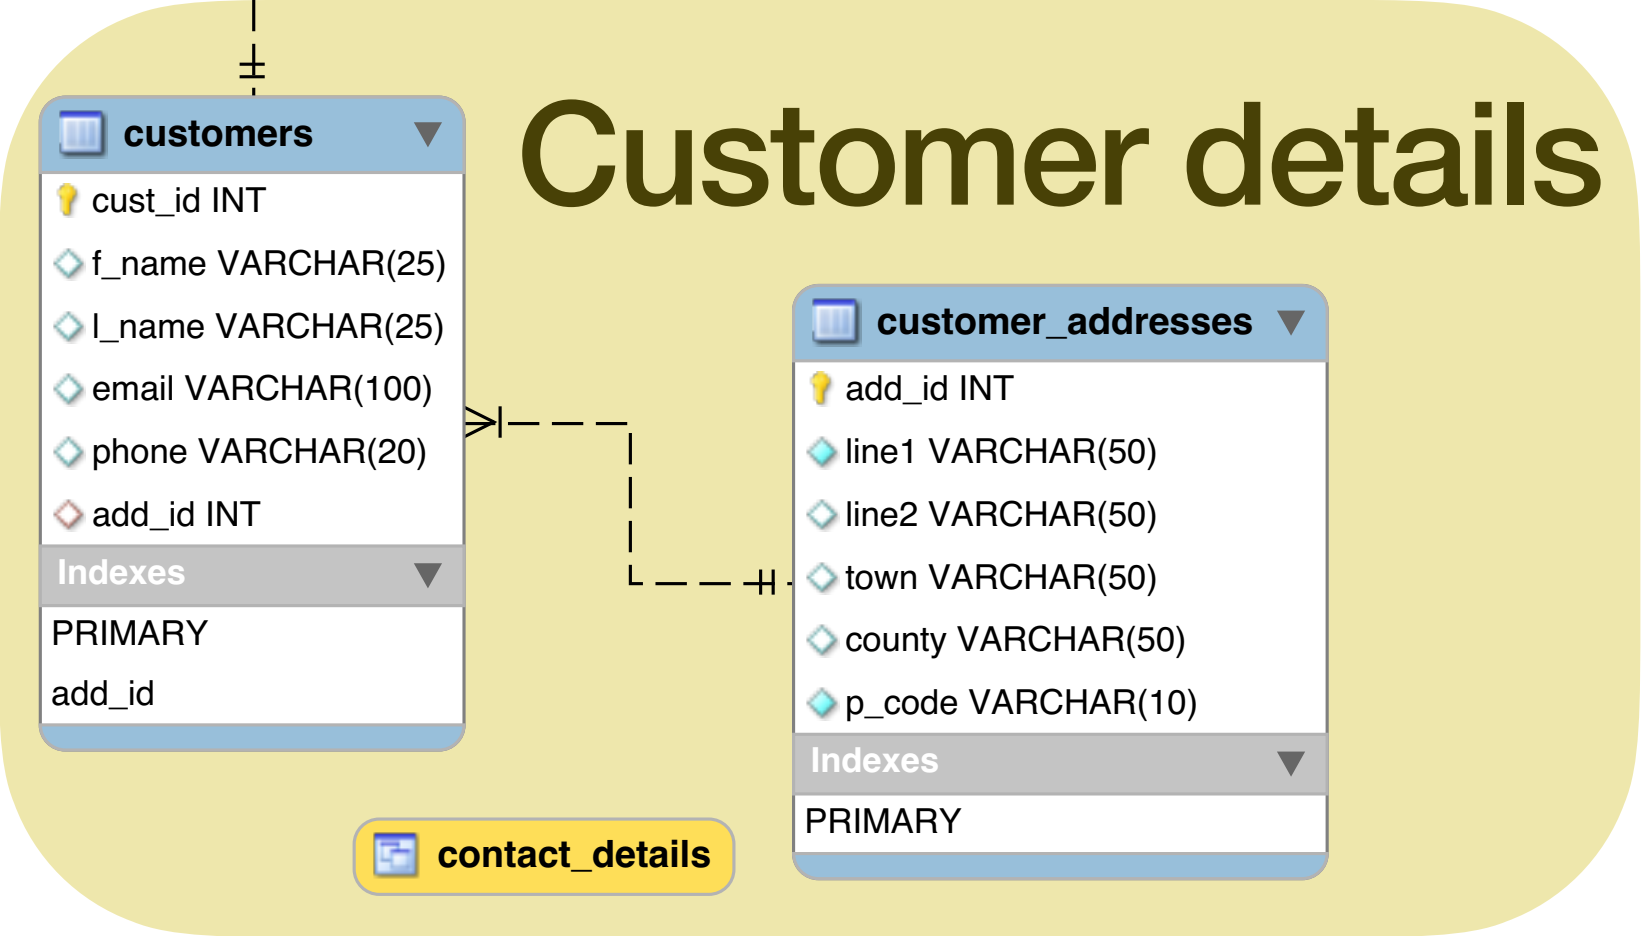 Customer details
customers
cust_id INT
f_name VARCHAR(25)
l_name VARCHAR(25)
email VARCHAR(100)
phone VARCHAR(20)
add_id INT
Indexes
PRIMARY
add_id
customer_addresses
add_id INT
line1 VARCHAR(50)
line2 VARCHAR(50)
town VARCHAR(50)
county VARCHAR(50)
p_code VARCHAR(10)
Indexes
PRIMARY
contact_details